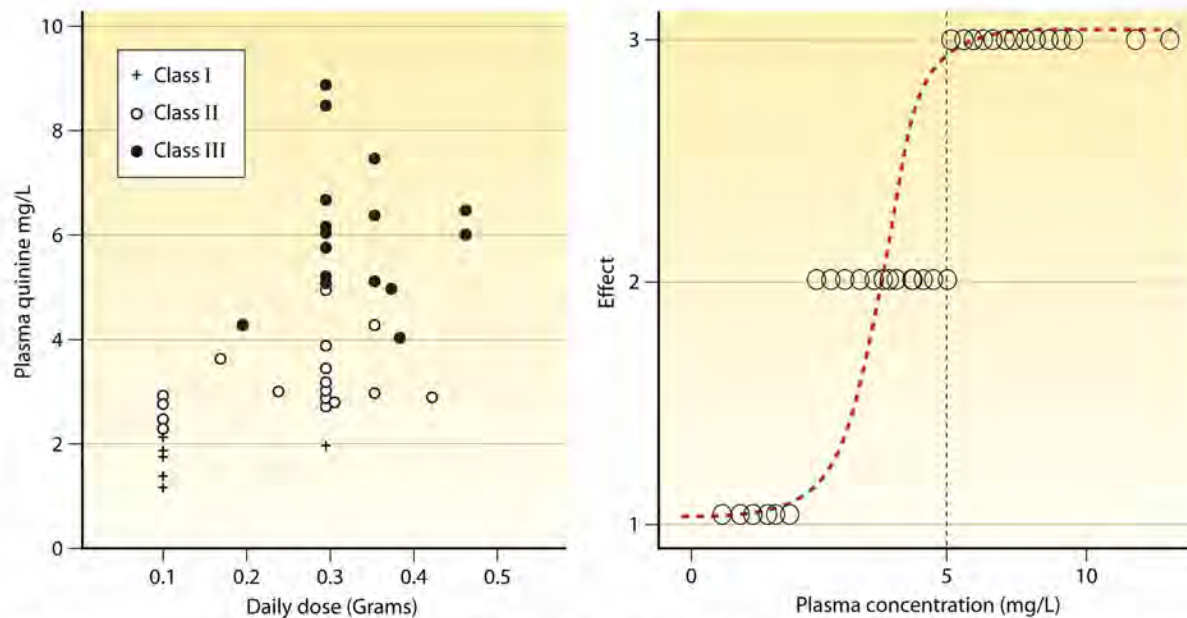 10
8
6
4
2
0
Plasma quinine mg/L
+ Class I
Class II
Class III
0.1 0.2 0.3 0.4 0.5
Daily dose (Grams)
3
2
1
Effect
0 5 10
Plasma concentration (mg/L)